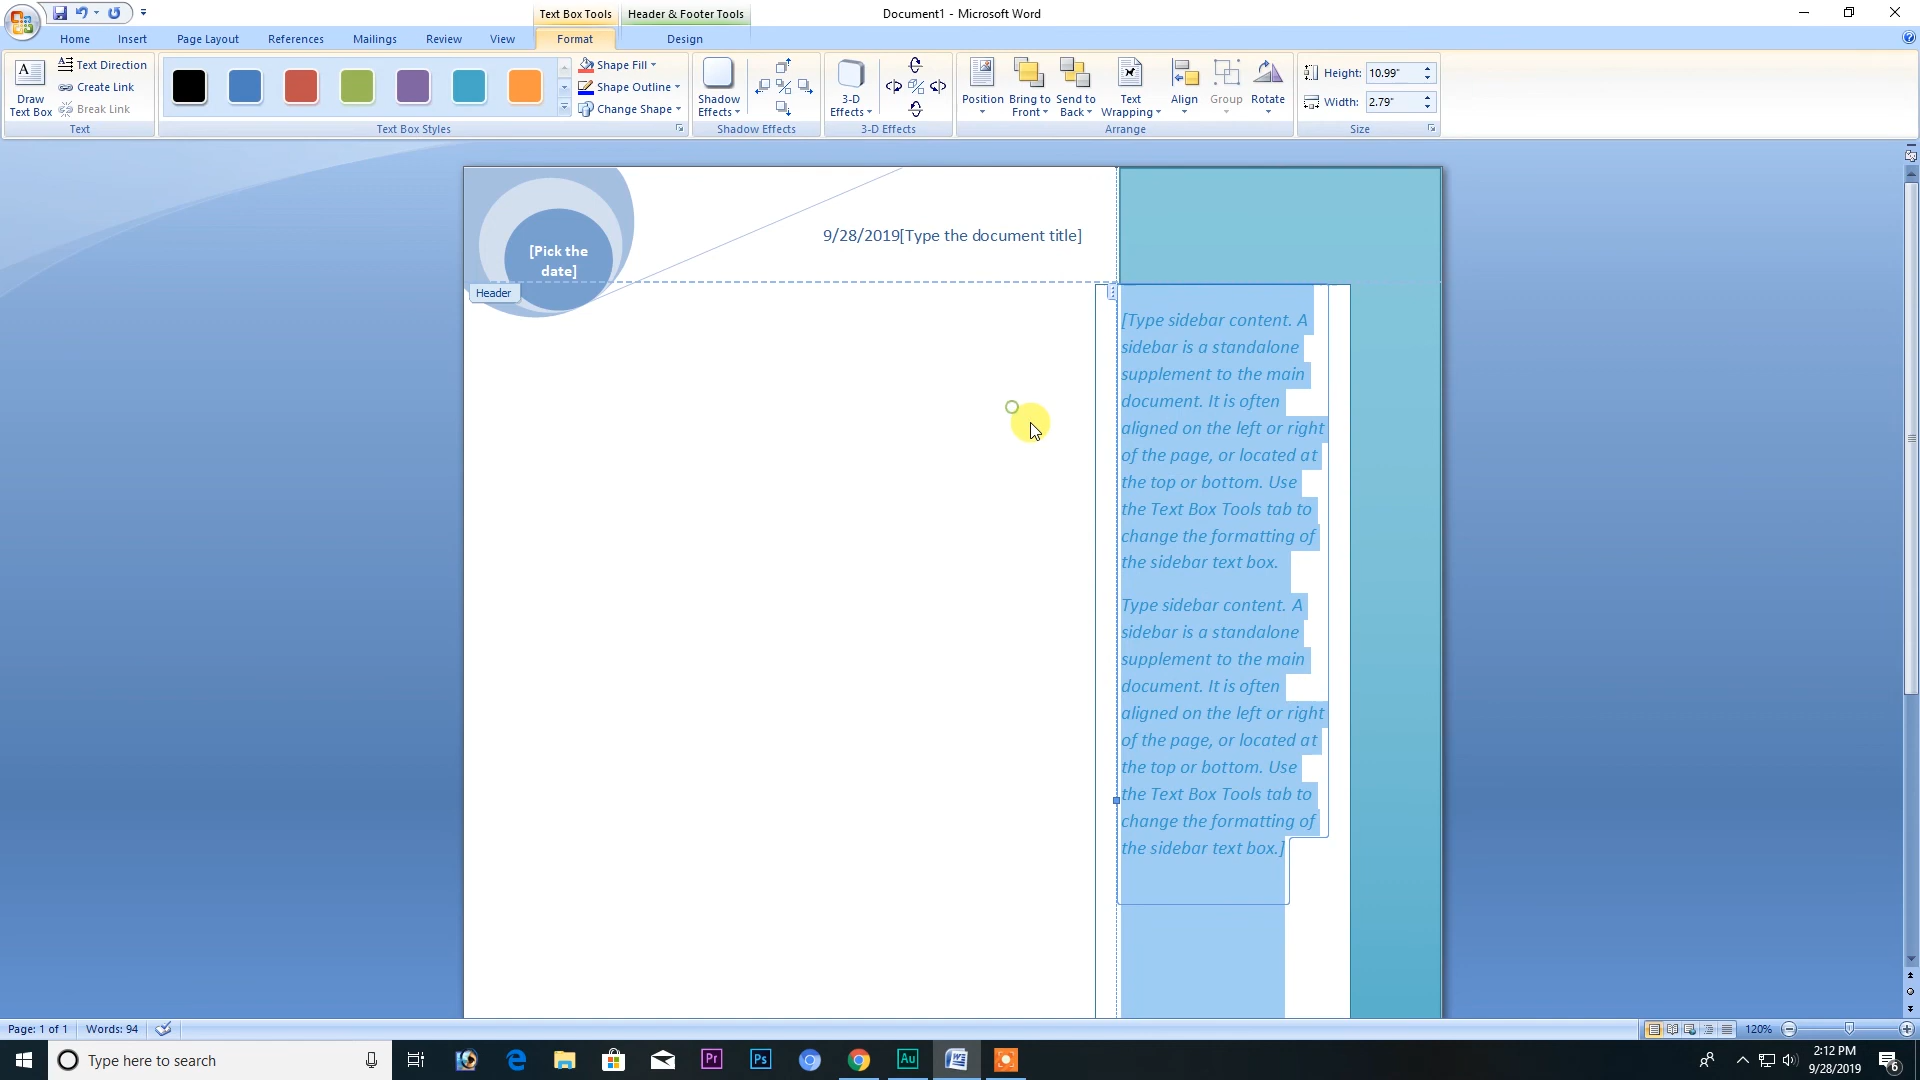 Text Box Tools
Header & Footer Tools
Document1 - Microsoft Word
Home
Insert
Page Layout
References
Mailings
Review
View
Format
Design
Draw
Text Box
Text Direction
Create Link
Break Link
Text
Shape Fill
Shape Outline
Change Shape
Text Box Styles
Shadow
Effects
Shadow Effects
3-D
Effects
3-D Effects
Position
Bring to
Front
Send to
Back
Text
Wrapping
Align
Group
Rotate
Arrange
Height: 10.99"
Width: 2.79"
Size
[Pick the
date]
9/28/2019[Type the document title]
Header
[Type sidebar content. A
sidebar is a standalone
supplement to the main
document. It is often
aligned on the left or right
of the page, or located at
the top or bottom. Use
the Text Box Tools tab to
change the formatting of
the sidebar text box.
Type sidebar content. A
sidebar is a standalone
supplement to the main
document. It is often
aligned on the left or right
of the page, or located at
the top or bottom. Use
the Text Box Tools tab to
change the formatting of
the sidebar text box.]
Page: 1 of 1
Words: 94
120%
Type here to search
Pr
Ps
Au
2:12 PM
9/28/2019
6